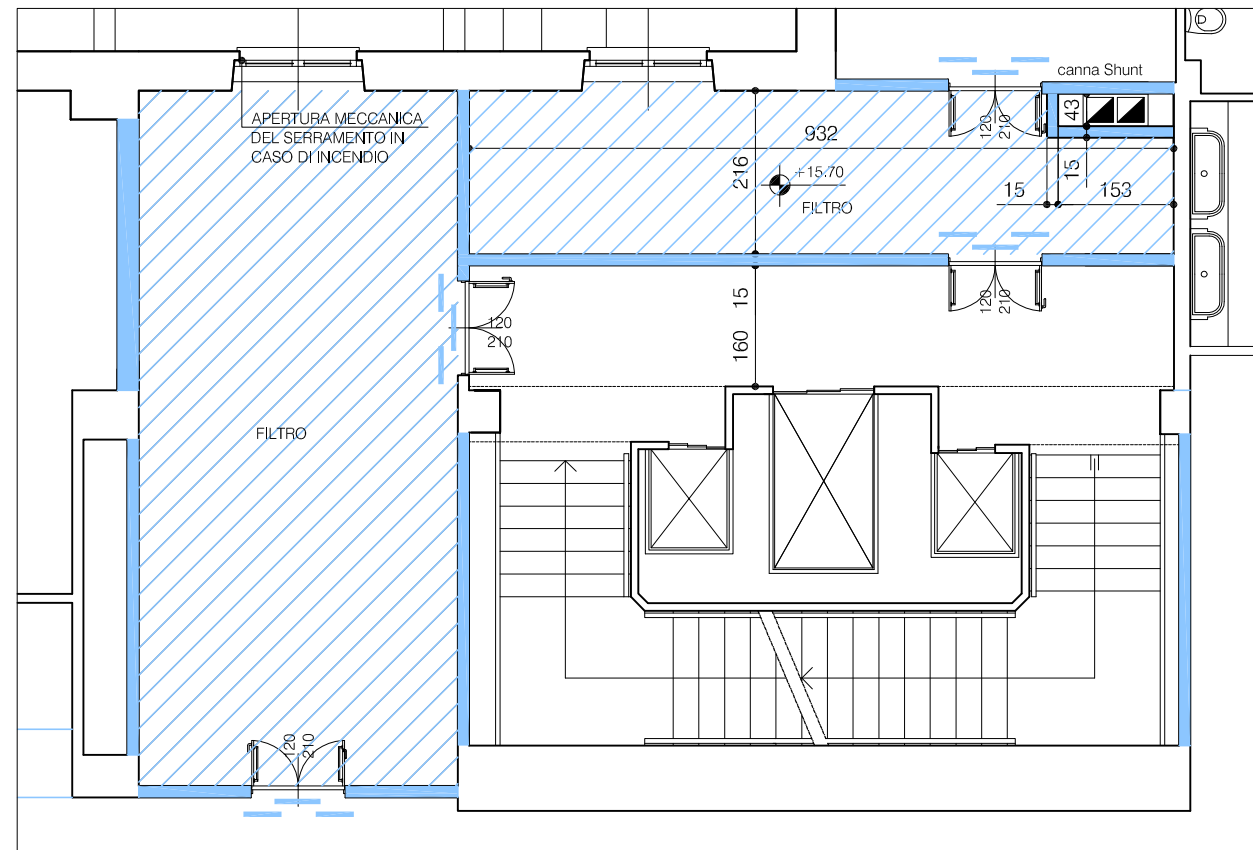 canna Shunt
APERTURA MECCANICA
DEL SERRAMENTO IN
CASO DI INCENDIO
43
120
210
932
216
+15.70
FILTRO
15
15
153
120
210
15
160
120
210
FILTRO
120
210